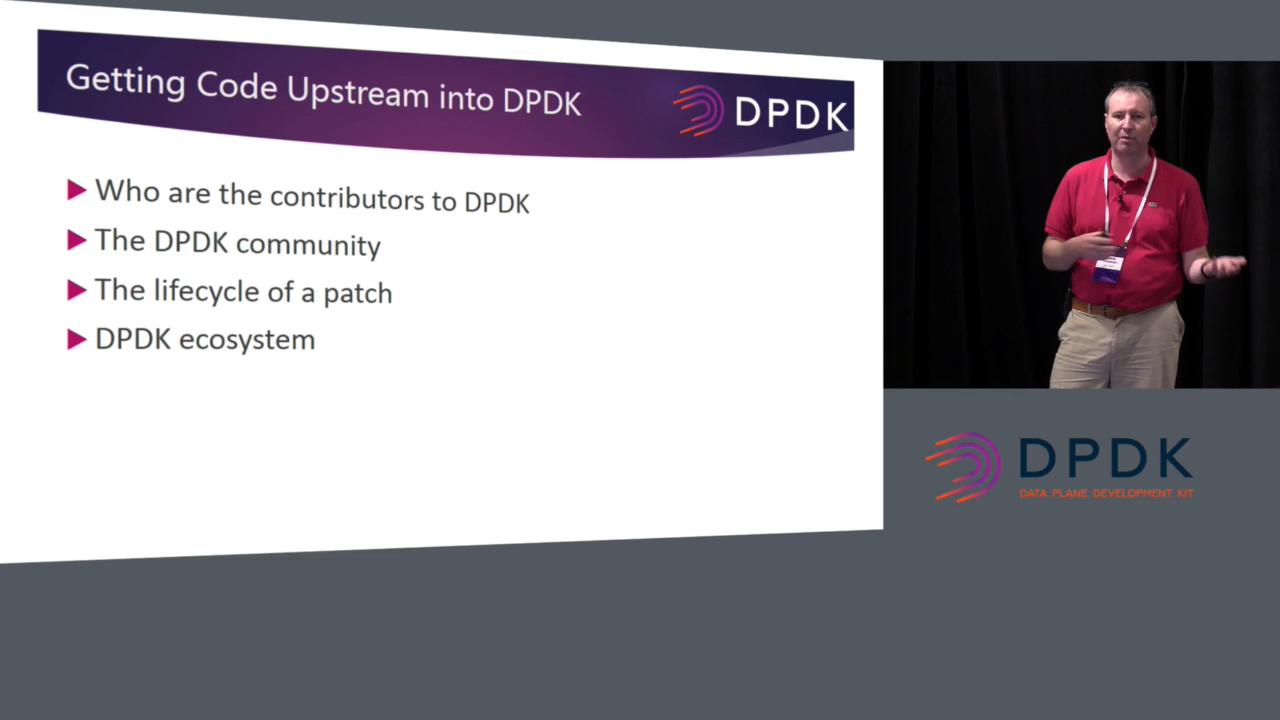 Getting Code Upstream into DPDK
DPDK
Who are the contributors to DPDK
The DPDK community
The lifecycle of a patch
DPDK ecosystem
DPDK
DATA PLANE DEVELOPMENT KIT